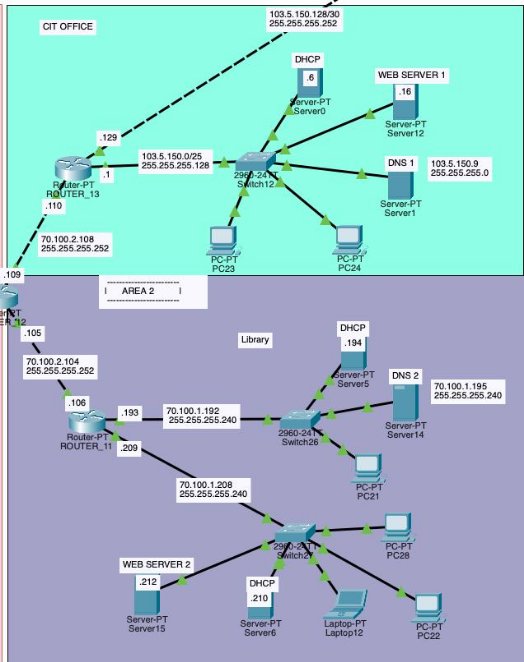 103.5.150.128/30
255.255.255.252
CIT OFFICE
DHCP
.6
Server-PT
Server0
WEB SERVER 1
.16
Server-PT
Server12
.129
103.5.150.0/25
255.255.255.128
2960-24TT
Switch12
DNS 1
103.5.150.9
255.255.255.0
Server-PT
Server1
.1
Router-PT
ROUTER_13
.110
70.100.2.108
255.255.255.252
PC-PT
PC23
PC-PT
PC24
.109
-------------------------
| AREA 2 |
-------------------------
.105
Library
DHCP
.194
Server-PT
Server5
70.100.2.104
255.255.255.252
DNS 2
70.100.1.195
255.255.255.240
Server-PT
Server14
.106
.193
70.100.1.192
255.255.255.240
2960-24TT
Switch26
Router-PT
ROUTER_11
.209
PC-PT
PC21
70.100.1.208
255.255.255.240
2960-24TT
PC-PT
PC28
WEB SERVER 2
.212
Server-PT
Server15
DHCP
.210
Server-PT
Server6
Laptop-PT
Laptop12
PC-PT
PC22